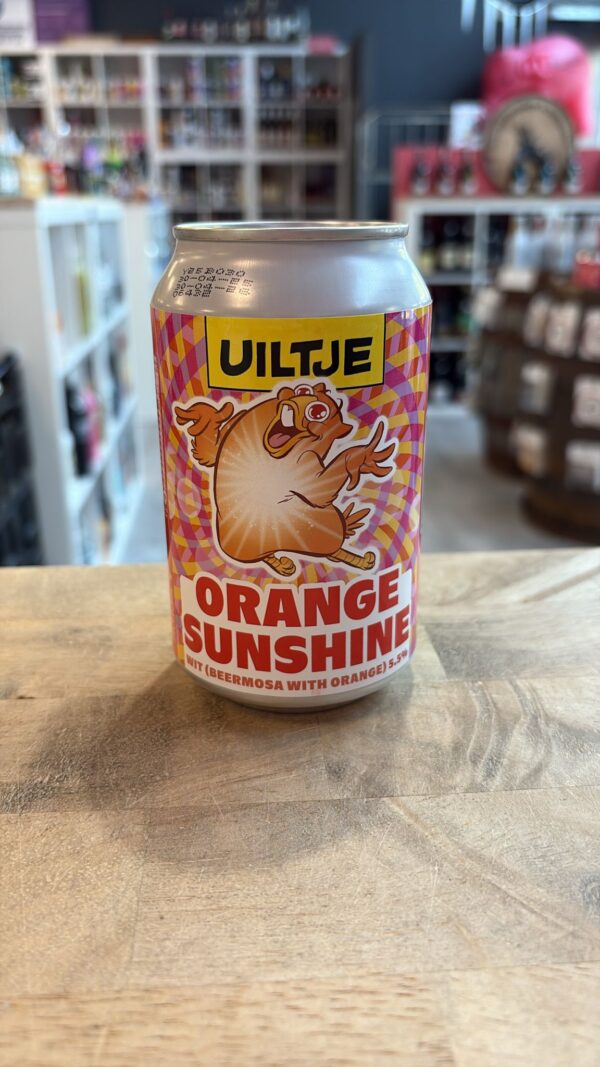 UILTJE
ORANGE
SUNSHINE
WIT (BEERMOSA WITH ORANGE) 5.5%